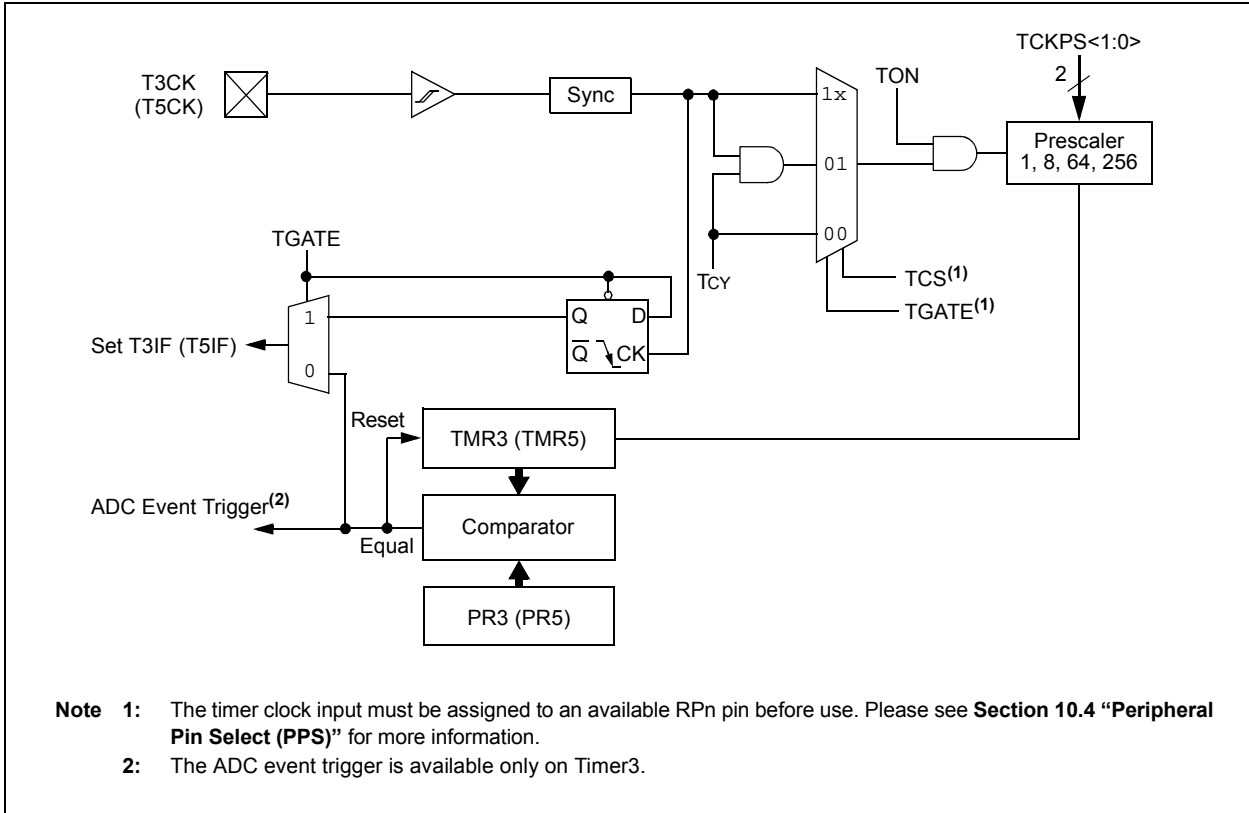 TCKPS<1:0>
2
T3CK
(T5CK)
Sync
TON
1x
01
00
Prescaler
1, 8, 64, 256
TCY
TCS(1)
TGATE(1)
TGATE
1
0
Set T3IF (T5IF)
Q D
Q CK
Reset
TMR3 (TMR5)
ADC Event Trigger(2)
Equal
Comparator
PR3 (PR5)
Note 1: The timer clock input must be assigned to an available RPn pin before use. Please see Section 10.4 “Peripheral
Pin Select (PPS)” for more information.
2: The ADC event trigger is available only on Timer3.